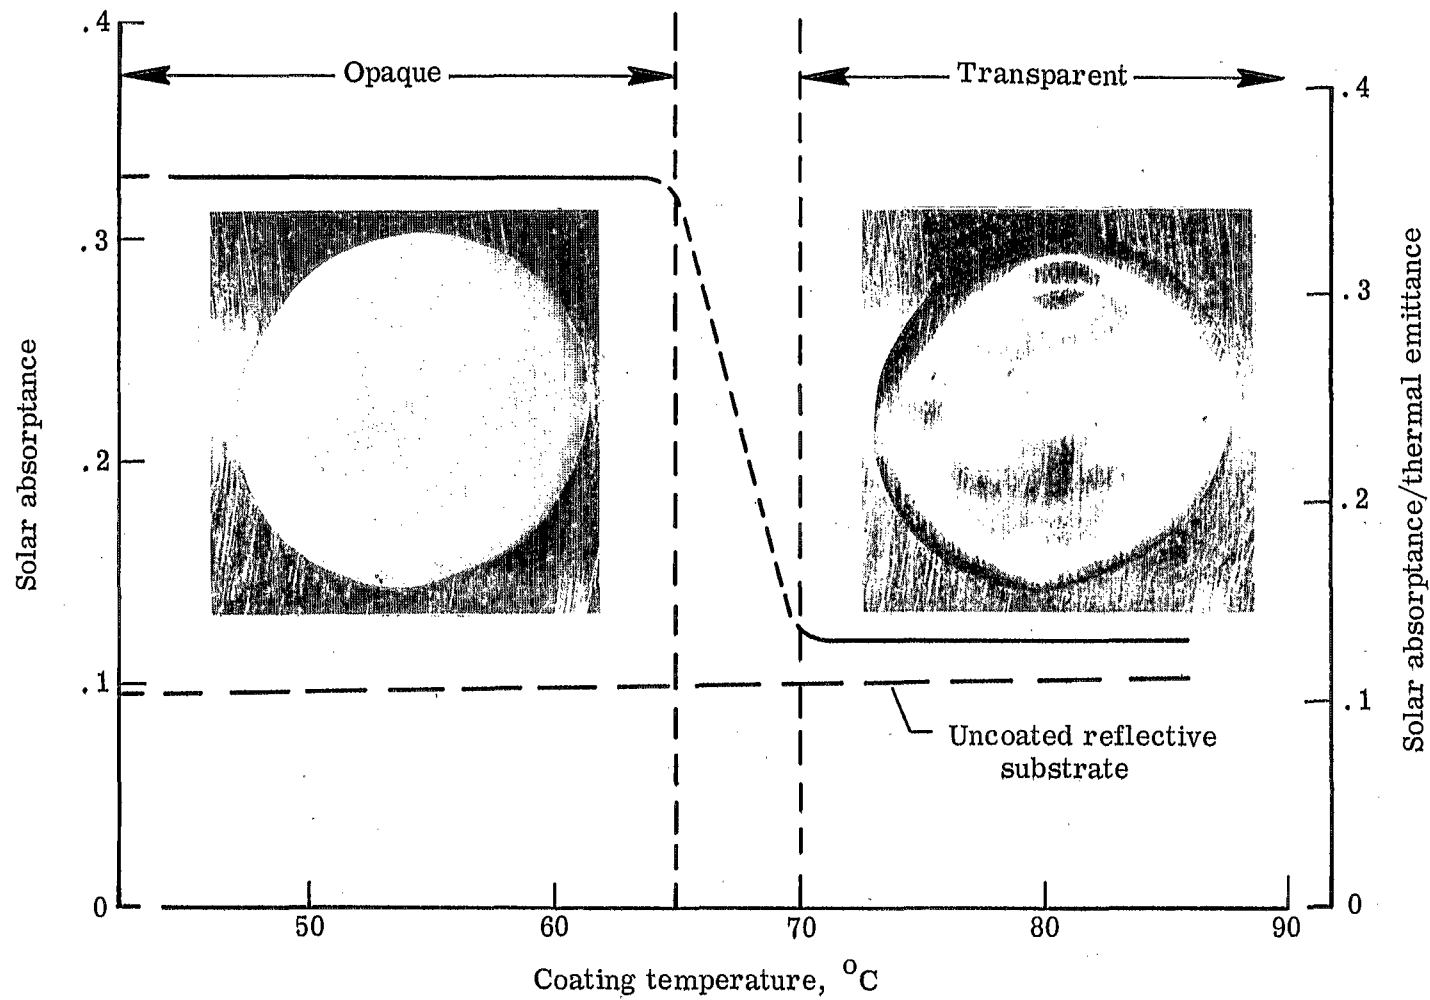 .4
Opaque
Transparent
.4
.3
.3
.2
.2
.1
.1
0
0
Solar absorptance
Solar absorptance/thermal emittance
Uncoated reflective
substrate
50
60
70
80
90
Coating temperature, °C